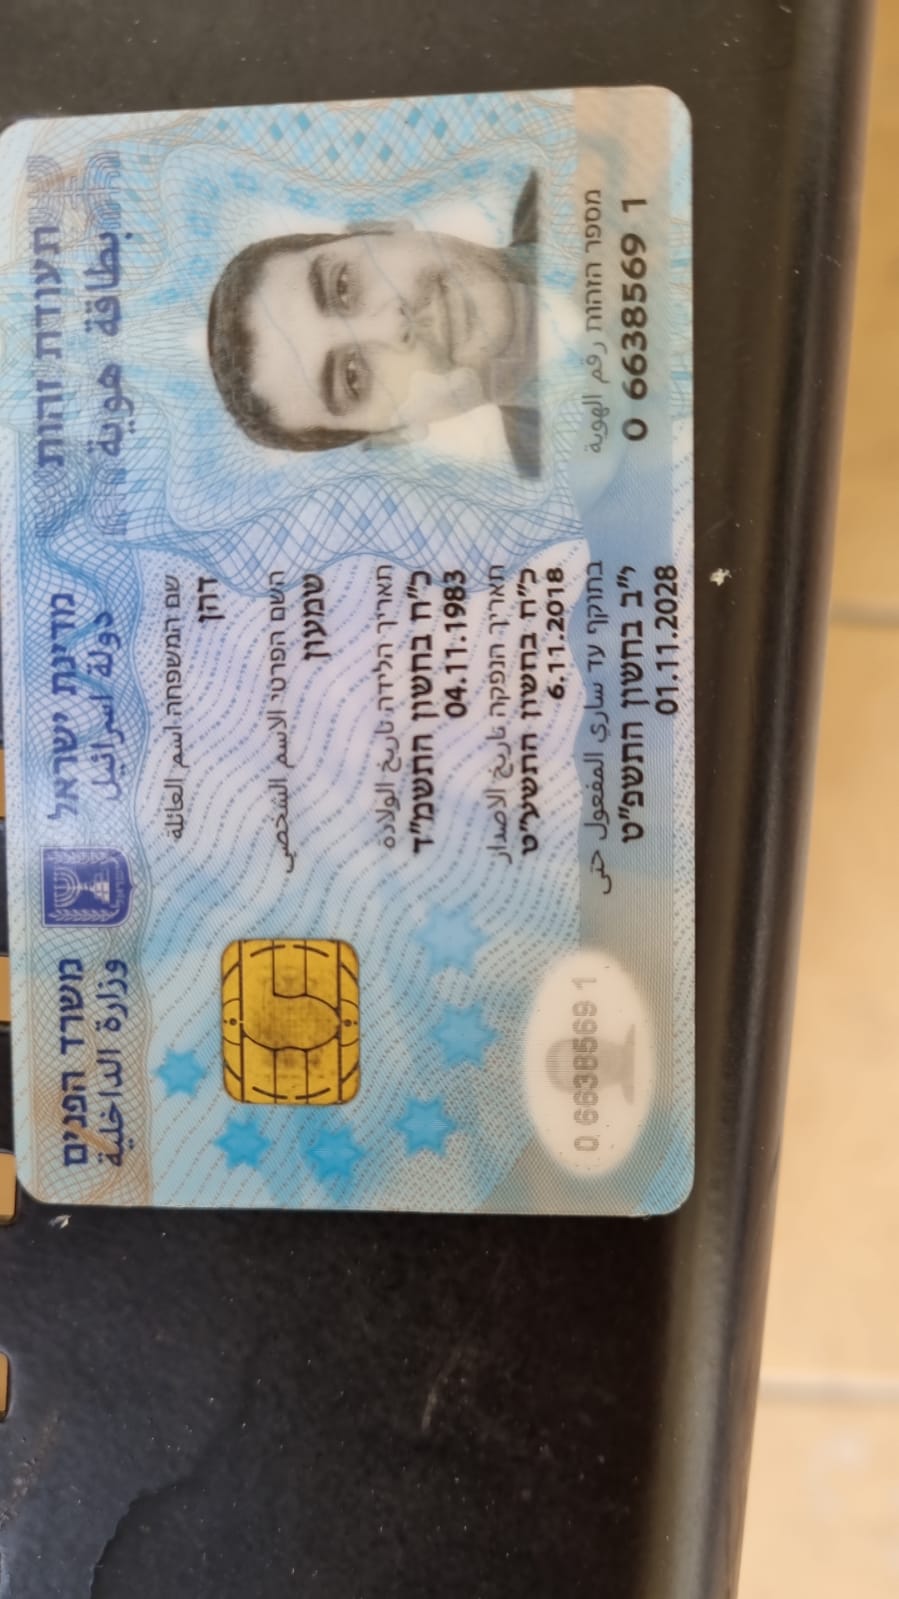 מדינת ישראל
دولة اسرائيل
משרד הפנים
وزارة الداخلية
תעודת זהות
بطاقة هوية
שם המשפחה اسم العائلة
דהן
השם הפרטי الاسم الشخصي
שמעון
תאריך הלידה تاريخ الولادة
כ"ח בחשון התשמ"ד
04.11.1983
תאריך הנפקה تاريخ الاصدار
כ"ח בחשון התשע"ט
6.11.2018
בתוקף עד ساري المفعول حتى
י"ב בחשון התשפ"ט
01.11.2028
מספר הזהות رقم الهوية
0 6638569 1
0 6638569 1